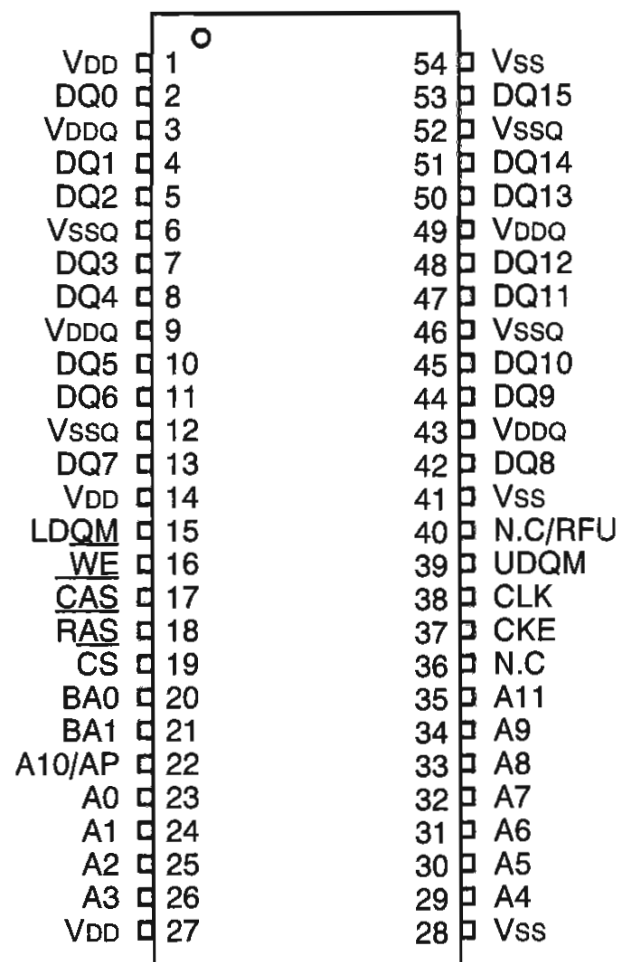 VDD 1 54 VSS
DQ0 2 53 DQ15
VDDQ 3 52 VSSQ
DQ1 4 51 DQ14
DQ2 5 50 DQ13
VSSQ 6 49 VDDQ
DQ3 7 48 DQ12
DQ4 8 47 DQ11
VDDQ 9 46 VSSQ
DQ5 10 45 DQ10
DQ6 11 44 DQ9
VSSQ 12 43 VDDQ
DQ7 13 42 DQ8
VDD 14 41 VSS
LDQM 15 40 N.C/RFU
W̅E̅ 16 39 UDQM
C̅A̅S̅ 17 38 CLK
R̅A̅S̅ 18 37 CKE
C̅S̅ 19 36 N.C
BA0 20 35 A11
BA1 21 34 A9
A10/AP 22 33 A8
A0 23 32 A7
A1 24 31 A6
A2 25 30 A5
A3 26 29 A4
VDD 27 28 VSS